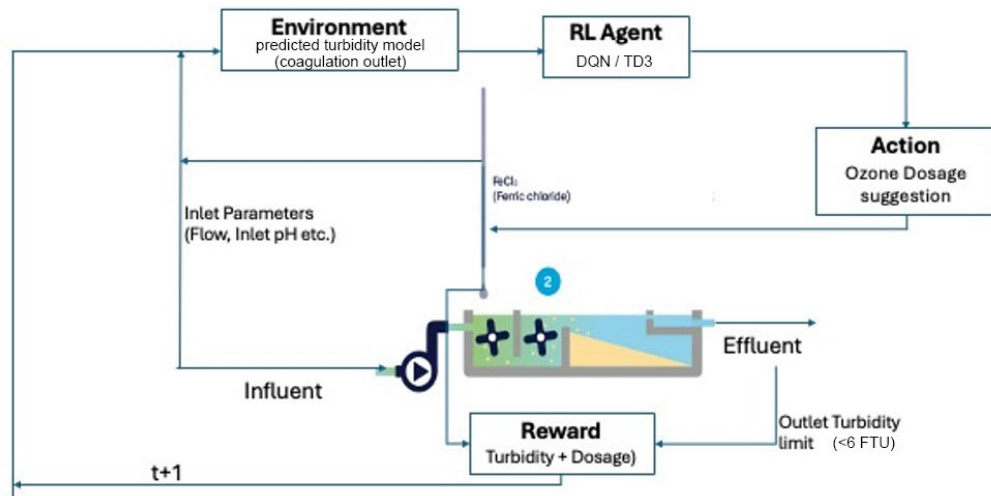 Environment
predicted turbidity model
(coagulation outlet)
RL Agent
DQN / TD3
Action
Ozone Dosage
suggestion
FeCl₃
(Ferric chloride)
Inlet Parameters
(Flow, Inlet pH etc.)
2
Influent
Effluent
Outlet Turbidity
limit (<6 FTU)
Reward
Turbidity + Dosage)
t+1